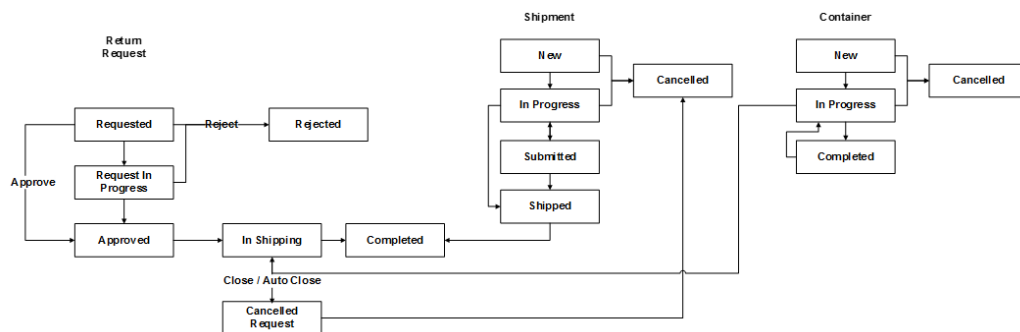 Shipment
Container
Return
Request
New
New
Cancelled
Cancelled
In Progress
In Progress
Requested
Reject
Rejected
Submitted
Completed
Request In
Progress
Approve
Shipped
Approved
In Shipping
Completed
Close / Auto Close
Cancelled
Request